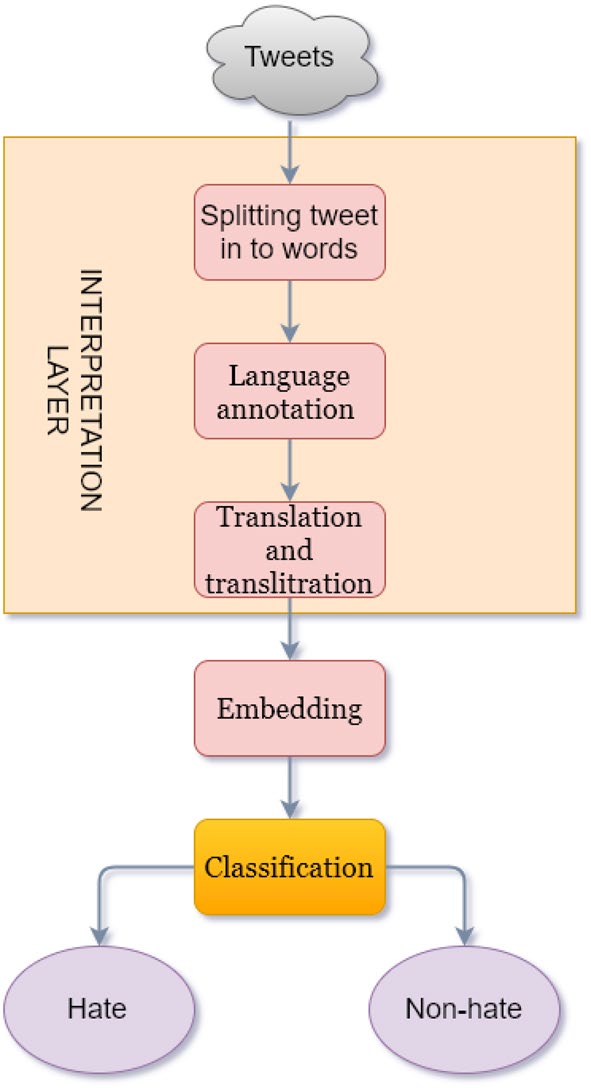 Tweets
Splitting tweet
in to words
INTERPRETATION
LAYER
Language
annotation
Translation
and
translitration
Embedding
Classification
Hate
Non-hate